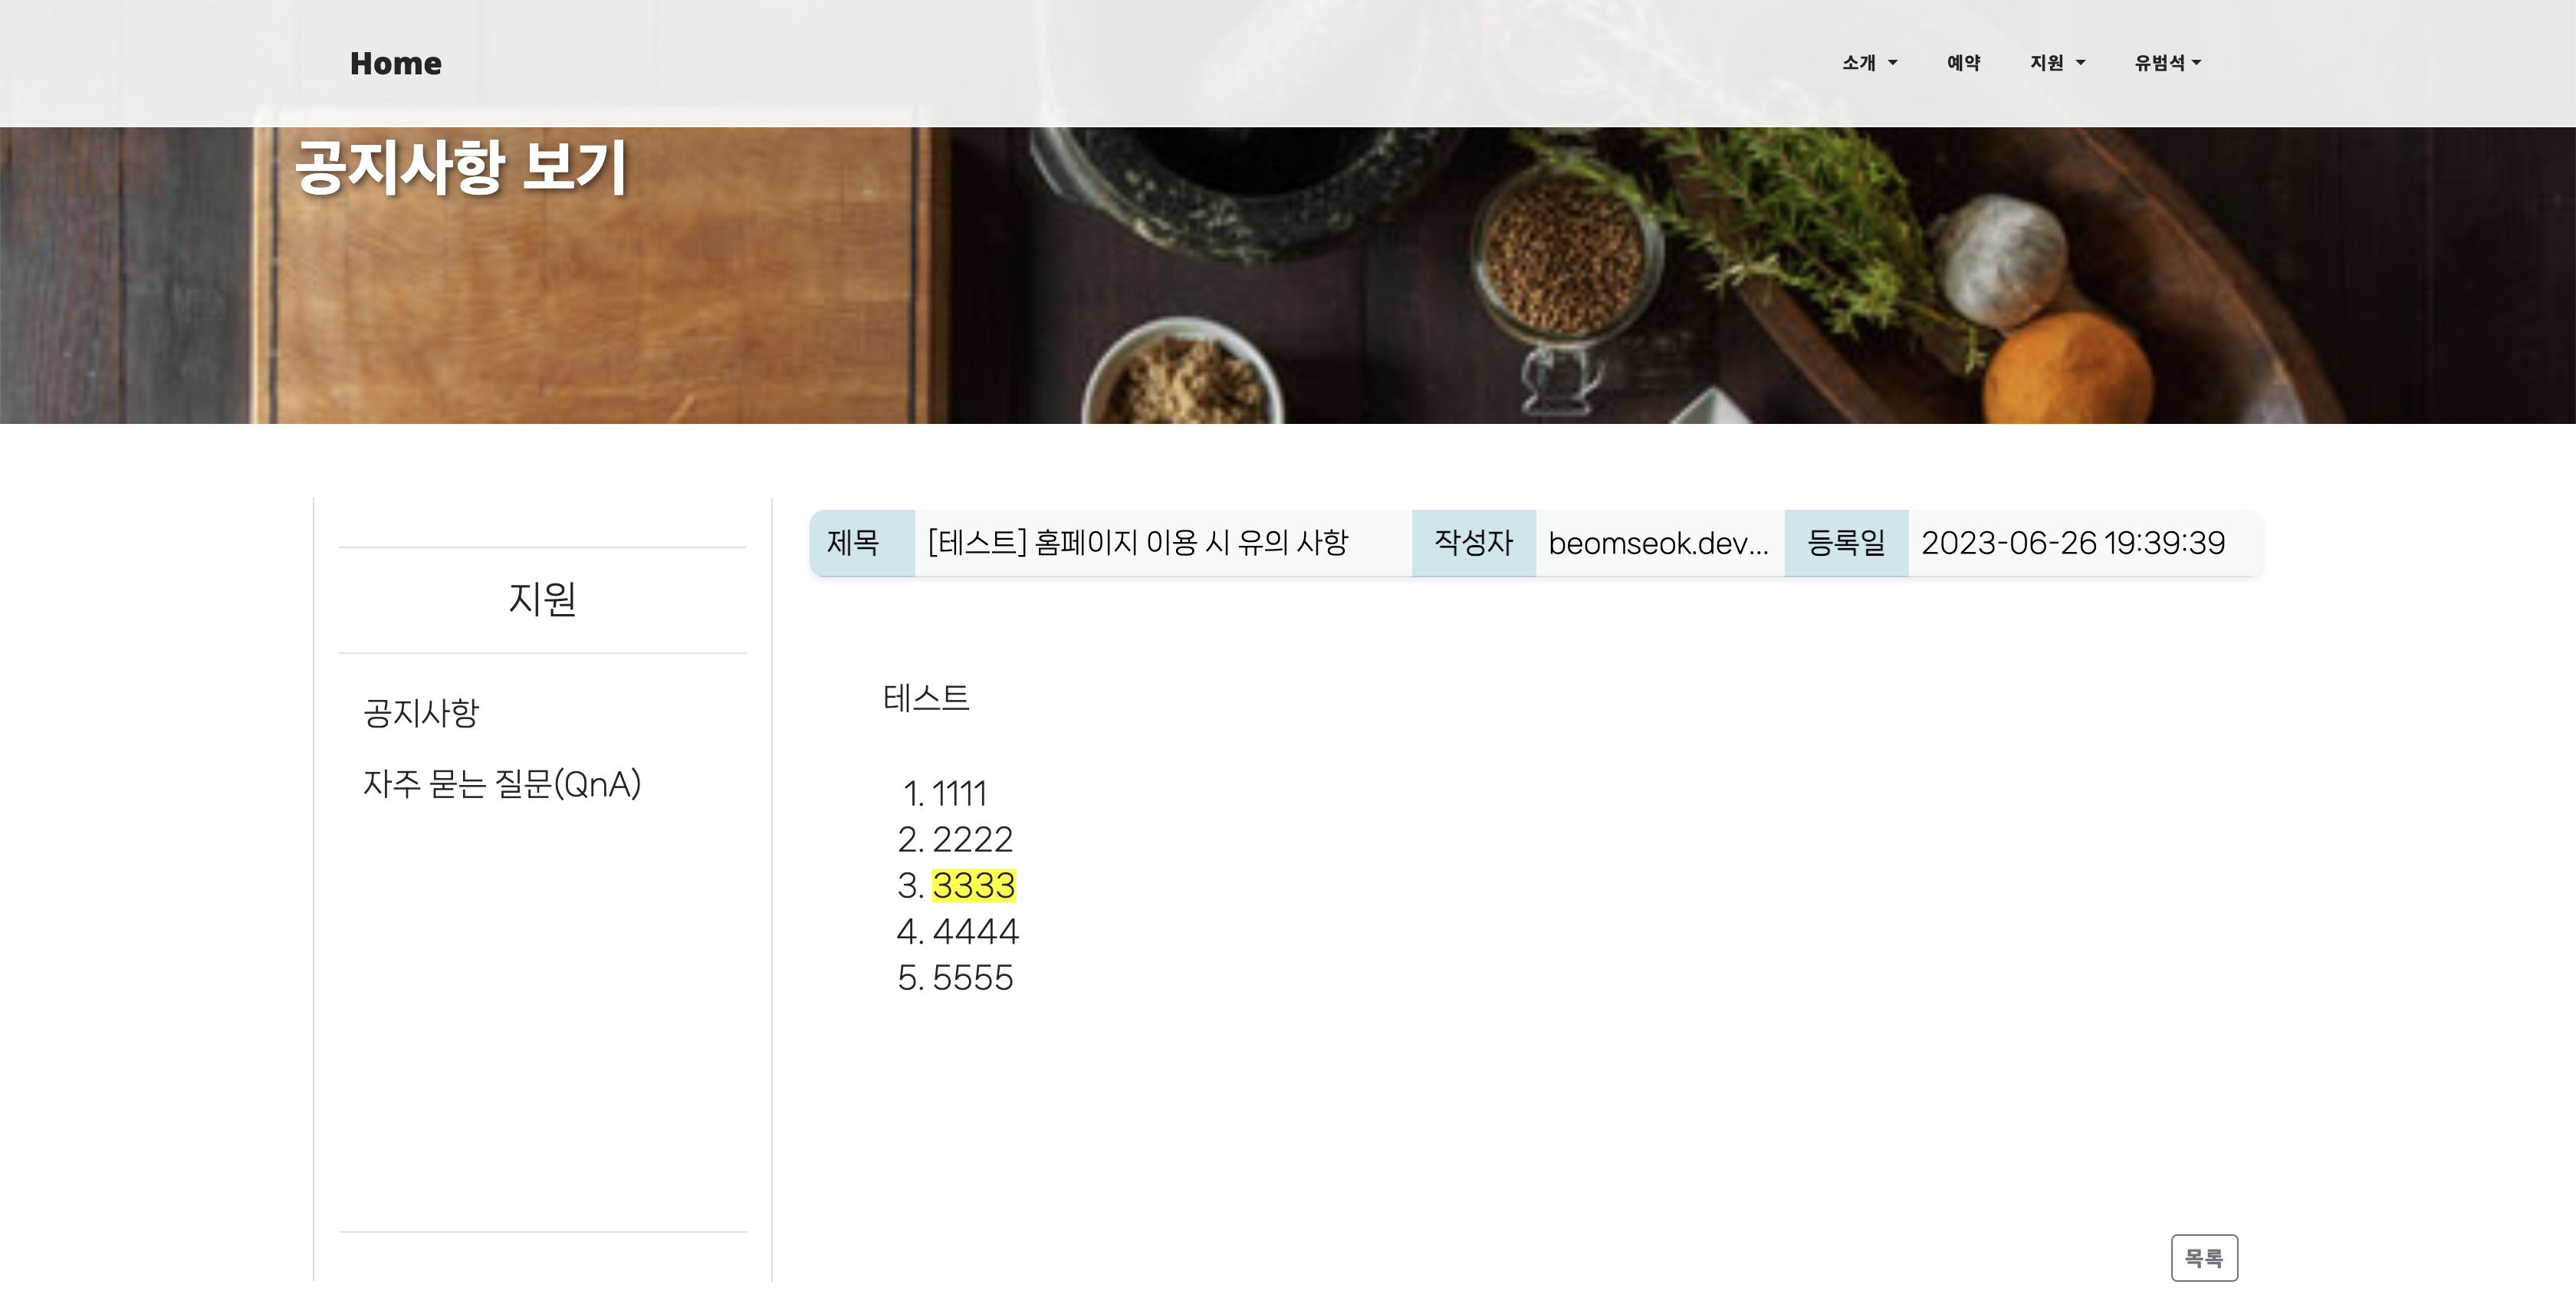 Home
소개 예약 지원 유범석
공지사항 보기
제목 [테스트] 홈페이지 이용 시 유의 사항 작성자 beomseok.dev... 등록일 2023-06-26 19:39:39
지원
공지사항
자주 묻는 질문(QnA)
테스트
1. 1111
2. 2222
3. 3333
4. 4444
5. 5555
목록